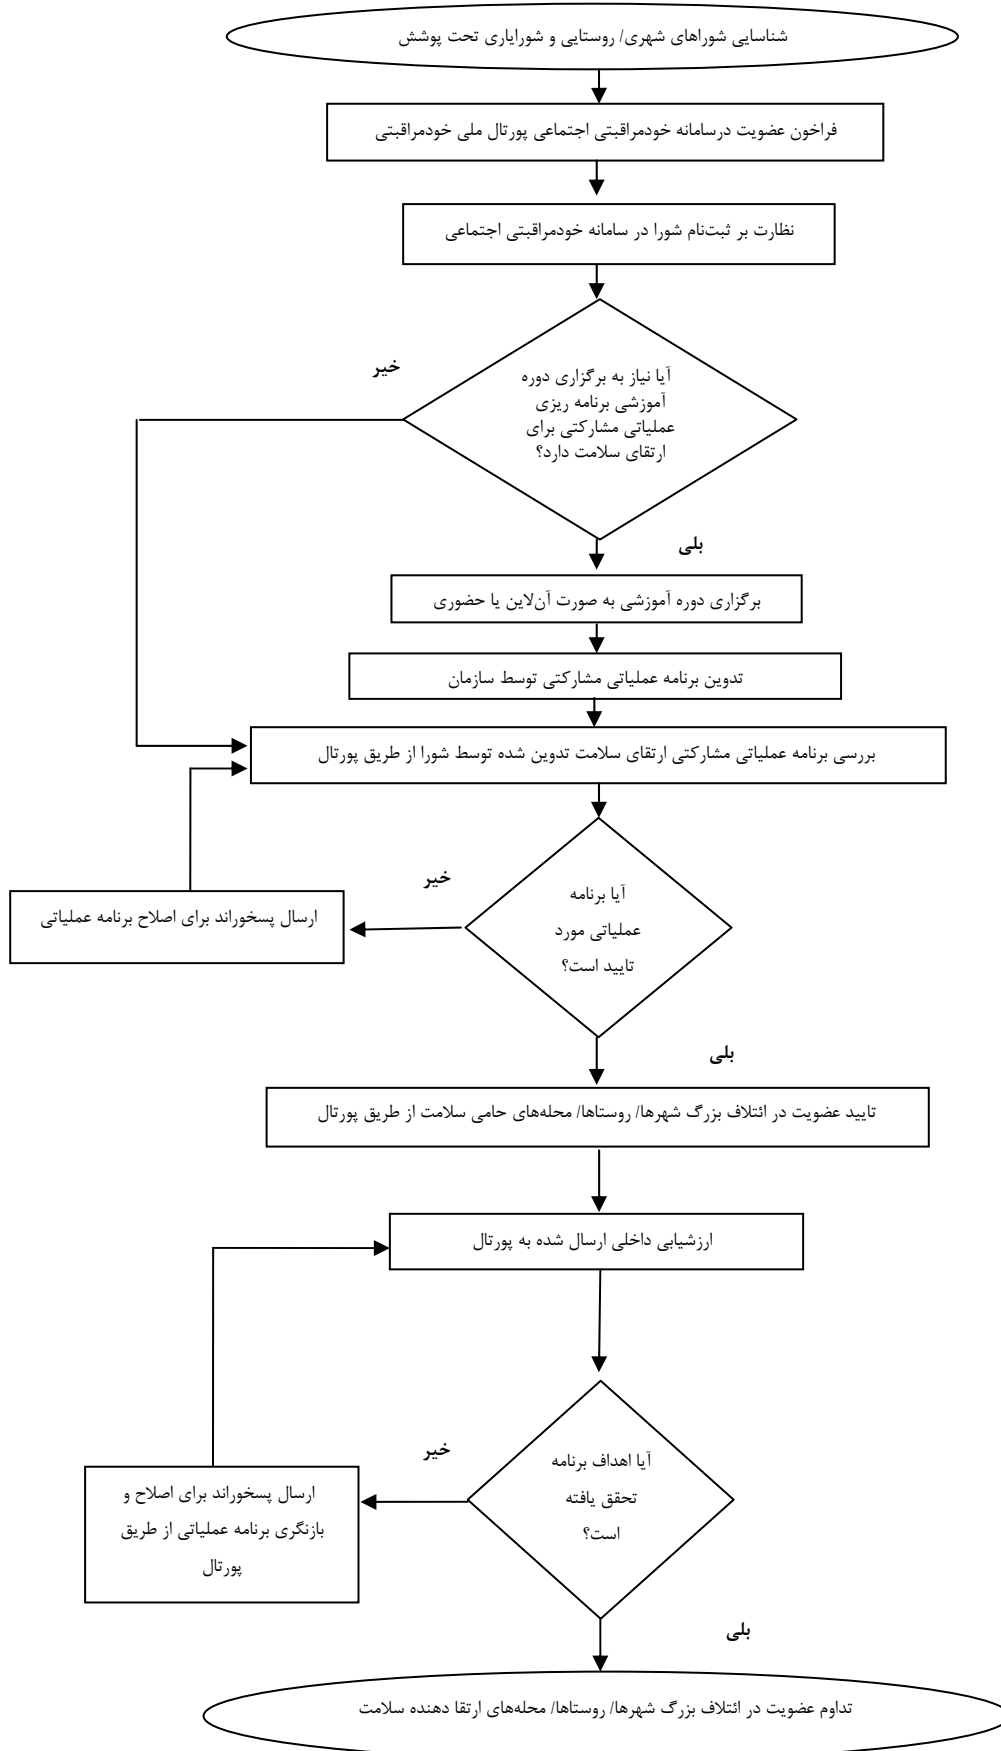 شناسایی شوراهای شهری/ روستایی و شورایاری تحت پوشش
فراخون عضویت درسامانه خودمراقبتی اجتماعی پورتال ملی خودمراقبتی
نظارت بر ثبت‌نام شورا در سامانه خودمراقبتی اجتماعی
خیر
آیا نیاز به برگزاری دوره
آموزشی برنامه ریزی
عملیاتی مشارکتی برای
ارتقای سلامت دارد؟
بلی
برگزاری دوره آموزشی به صورت آن‌لاین یا حضوری
تدوین برنامه عملیاتی مشارکتی توسط سازمان
بررسی برنامه عملیاتی مشارکتی ارتقای سلامت تدوین شده توسط شورا از طریق پورتال
خیر
آیا برنامه
عملیاتی مورد
تایید است؟
ارسال پسخوراند برای اصلاح برنامه عملیاتی
بلی
تایید عضویت در ائتلاف بزرگ شهرها/ روستاها/ محله‌های حامی سلامت از طریق پورتال
ارزشیابی داخلی ارسال شده به پورتال
خیر
آیا اهداف برنامه
تحقق یافته
است؟
ارسال پسخوراند برای اصلاح و
بازنگری برنامه عملیاتی از طریق
پورتال
بلی
تداوم عضویت در ائتلاف بزرگ شهرها/ روستاها/ محله‌های ارتقا دهنده سلامت